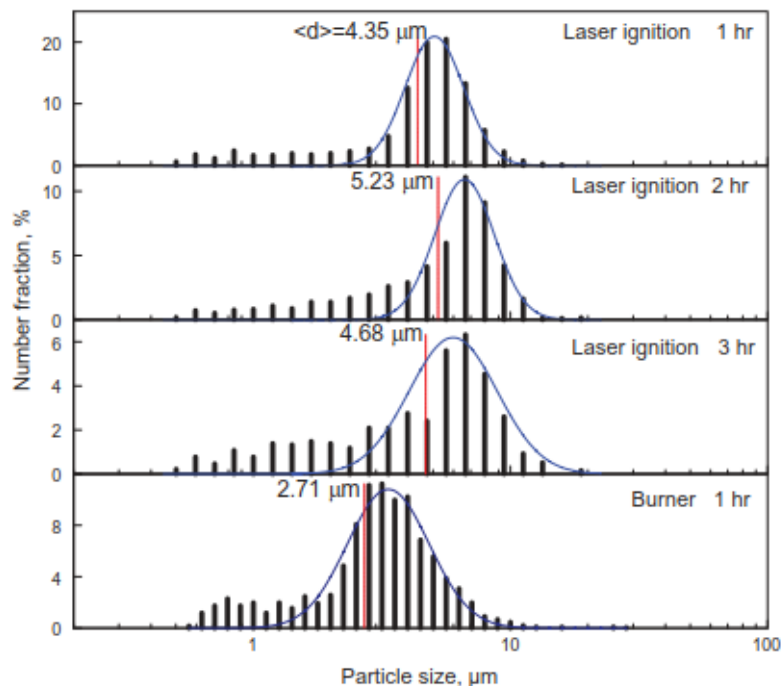 <d>=4.35 μm Laser ignition 1 hr
20
10
0
5.23 μm Laser ignition 2 hr
10
5
0
4.68 μm Laser ignition 3 hr
6
4
2
0
2.71 μm Burner 1 hr
8
4
0
1 10 100
Number fraction, %
Particle size, μm